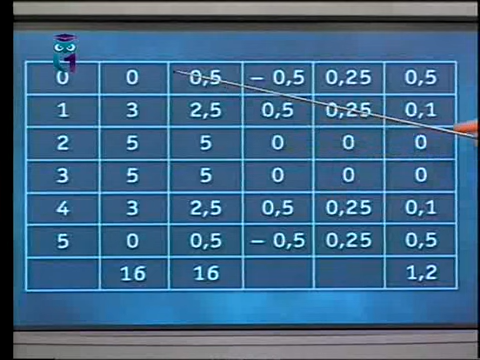 1
0 0 0,5 – 0,5 0,25 0,5
1 3 2,5 0,5 0,25 0,1
2 5 5 0 0 0
3 5 5 0 0 0
4 3 2,5 0,5 0,25 0,1
5 0 0,5 – 0,5 0,25 0,5
16 16 1,2